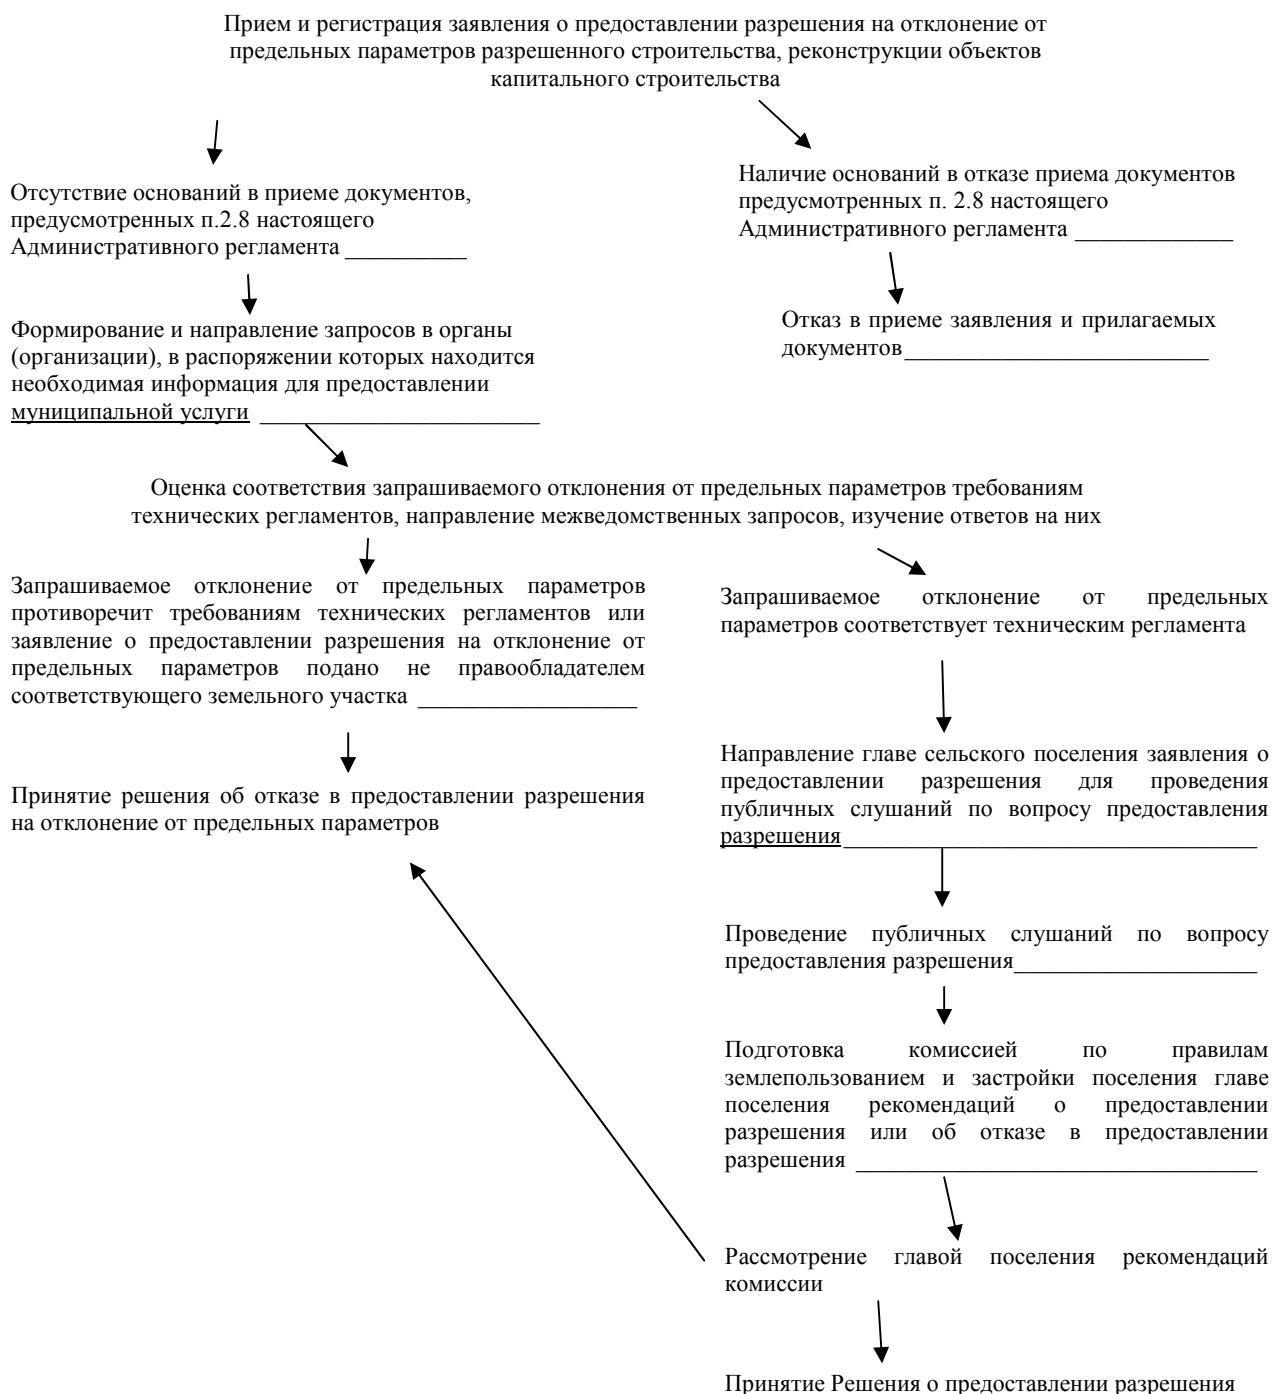 Прием и регистрация заявления о предоставлении разрешения на отклонение от
предельных параметров разрешенного строительства, реконструкции объектов
капитального строительства
Отсутствие оснований в приеме документов,
предусмотренных п.2.8 настоящего
Административного регламента __________
Наличие оснований в отказе приема документов
предусмотренных п. 2.8 настоящего
Административного регламента _____________
Формирование и направление запросов в органы
(организации), в распоряжении которых находится
необходимая информация для предоставлении
муниципальной услуги _______________________
Отказ в приеме заявления и прилагаемых
документов_________________________
Оценка соответствия запрашиваемого отклонения от предельных параметров требованиям
технических регламентов, направление межведомственных запросов, изучение ответов на них
Запрашиваемое отклонение от предельных параметров
противоречит требованиям технических регламентов или
заявление о предоставлении разрешения на отклонение от
предельных параметров подано не правообладателем
соответствующего земельного участка __________________
Принятие решения об отказе в предоставлении разрешения
на отклонение от предельных параметров
Запрашиваемое отклонение от предельных
параметров соответствует техническим регламента
Направление главе сельского поселения заявления о
предоставлении разрешения для проведения
публичных слушаний по вопросу предоставления
разрешения__________________________________
Проведение публичных слушаний по вопросу
предоставления разрешения____________________
Подготовка комиссией по правилам
землепользованием и застройки поселения главе
поселения рекомендаций о предоставлении
разрешения или об отказе в предоставлении
разрешения _________________________________
Рассмотрение главой поселения рекомендаций
комиссии
Принятие Решения о предоставлении разрешения